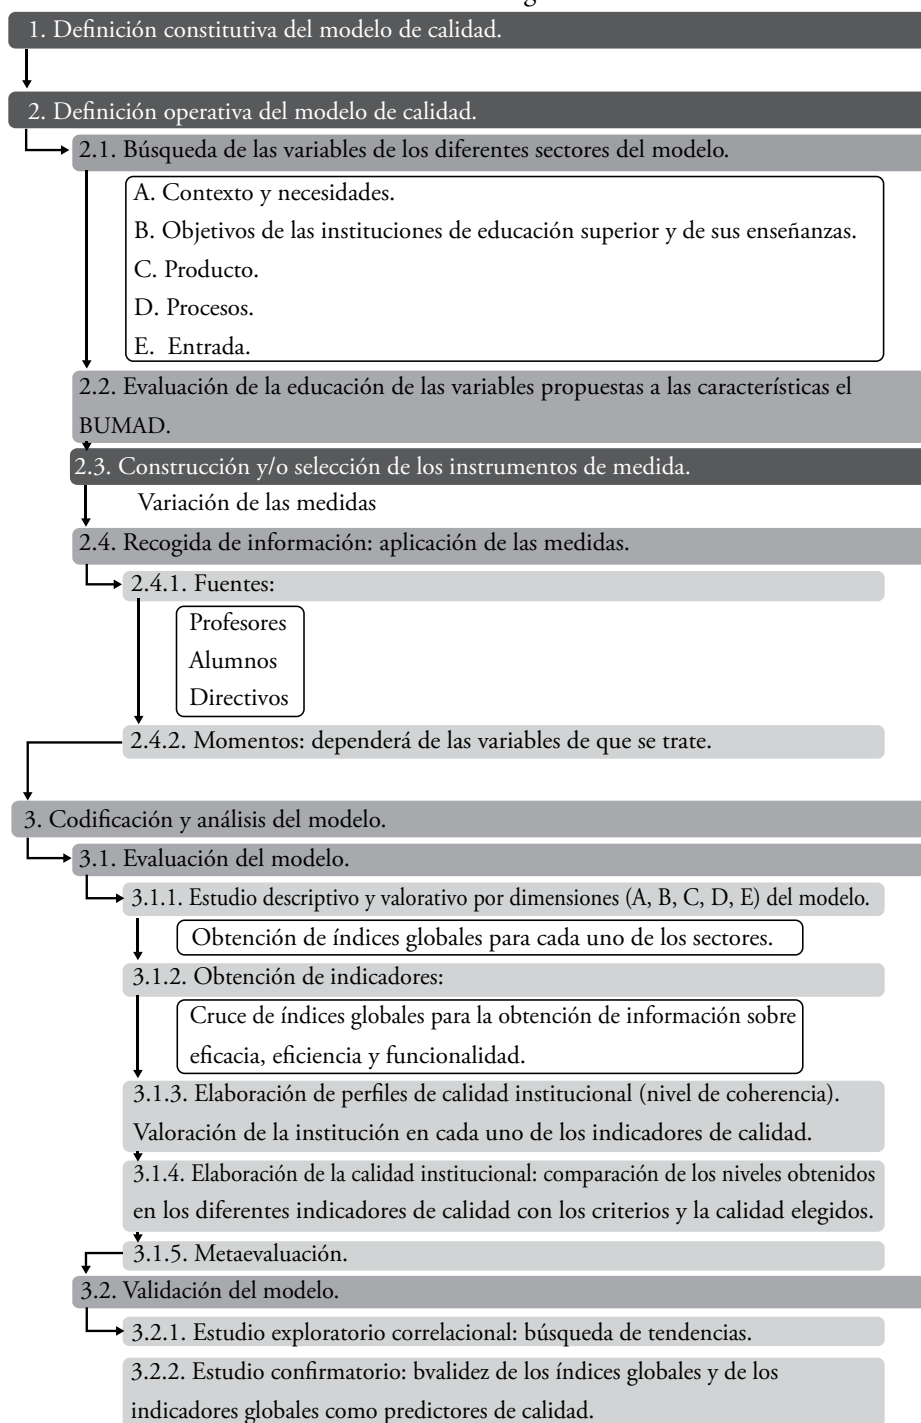 1. Definición constitutiva del modelo de calidad.
2. Definición operativa del modelo de calidad.
2.1. Búsqueda de las variables de los diferentes sectores del modelo.
A. Contexto y necesidades.
B. Objetivos de las instituciones de educación superior y de sus enseñanzas.
C. Producto.
D. Procesos.
E. Entrada.
2.2. Evaluación de la educación de las variables propuestas a las características el
BUMAD.
2.3. Construcción y/o selección de los instrumentos de medida.
Variación de las medidas
2.4. Recogida de información: aplicación de las medidas.
2.4.1. Fuentes:
Profesores
Alumnos
Directivos
2.4.2. Momentos: dependerá de las variables de que se trate.
3. Codificación y análisis del modelo.
3.1. Evaluación del modelo.
3.1.1. Estudio descriptivo y valorativo por dimensiones (A, B, C, D, E) del modelo.
Obtención de índices globales para cada uno de los sectores.
3.1.2. Obtención de indicadores:
Cruce de índices globales para la obtención de información sobre
eficacia, eficiencia y funcionalidad.
3.1.3. Elaboración de perfiles de calidad institucional (nivel de coherencia).
Valoración de la institución en cada uno de los indicadores de calidad.
3.1.4. Elaboración de la calidad institucional: comparación de los niveles obtenidos
en los diferentes indicadores de calidad con los criterios y la calidad elegidos.
3.1.5. Metaevaluación.
3.2. Validación del modelo.
3.2.1. Estudio exploratorio correlacional: búsqueda de tendencias.
3.2.2. Estudio confirmatorio: bvalidez de los índices globales y de los
indicadores globales como predictores de calidad.